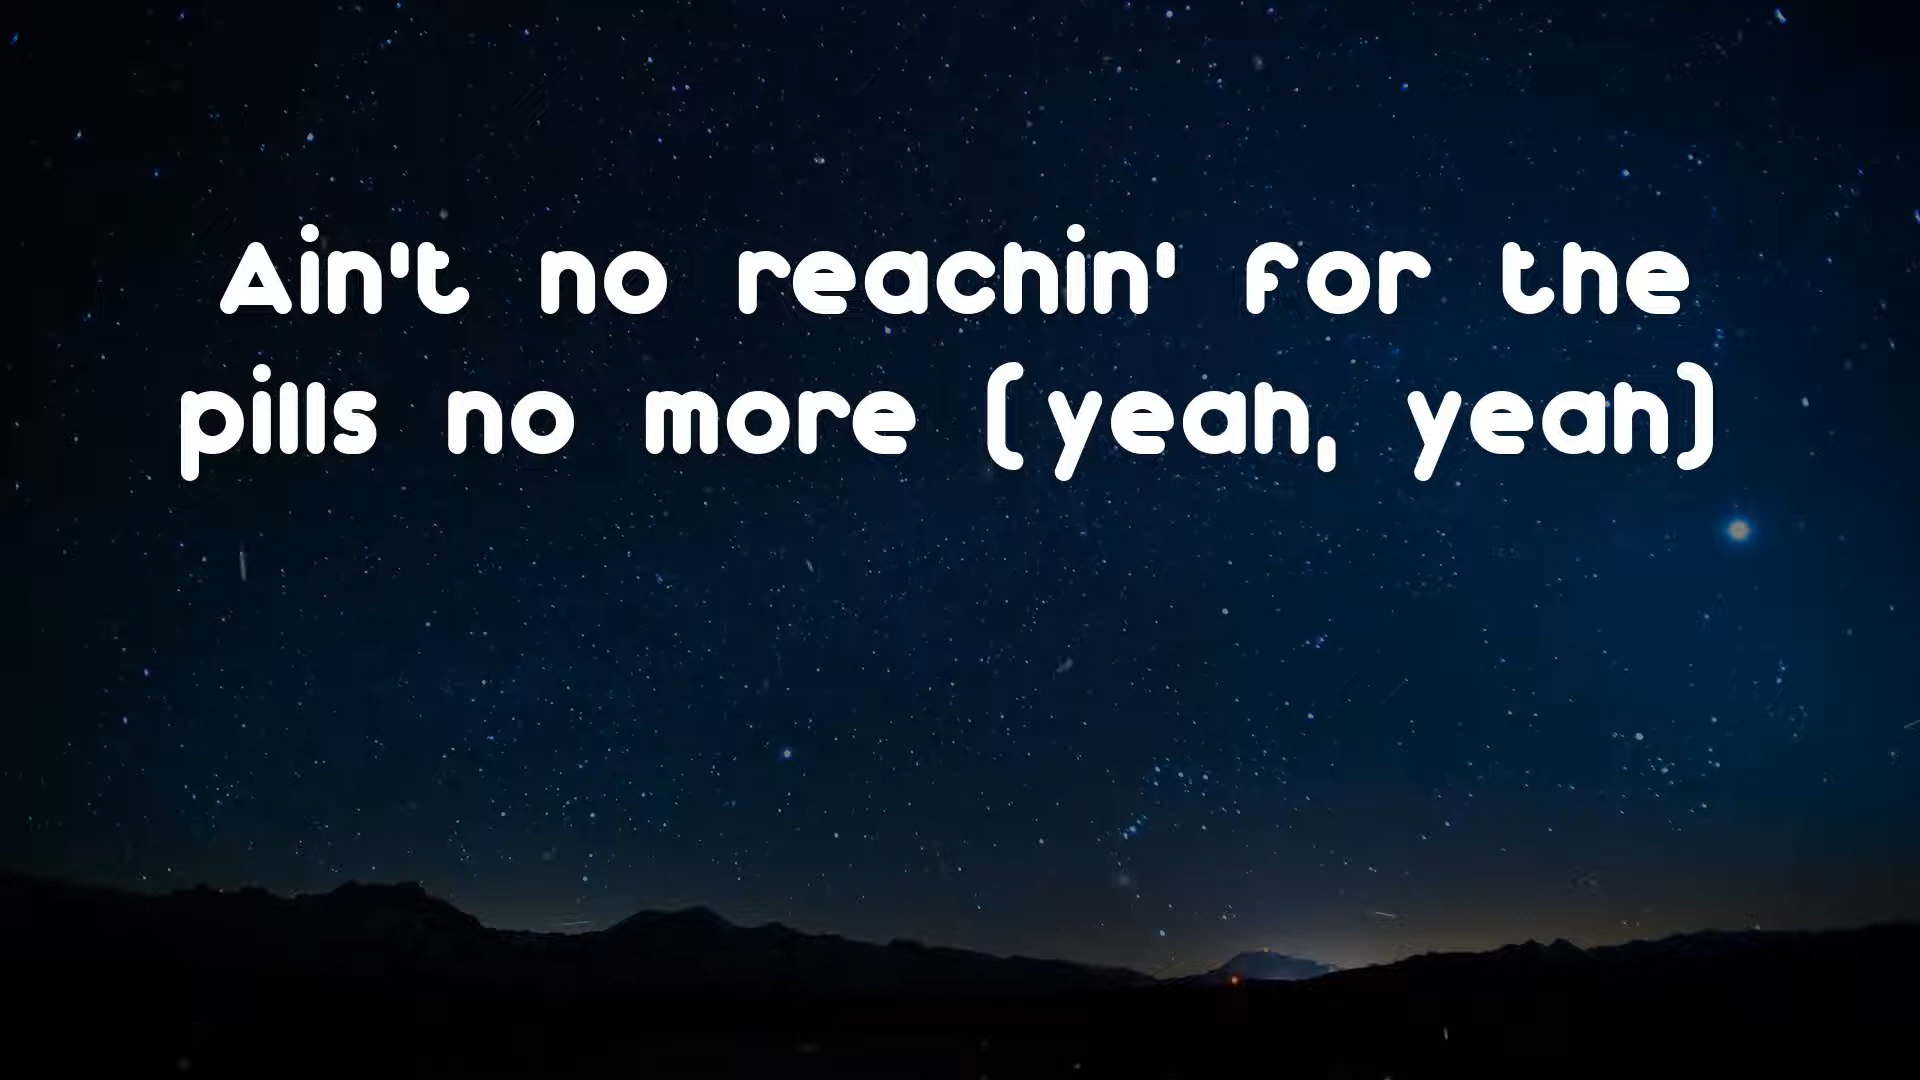 Ain't no reachin' for the
pills no more (yeah, yeah)